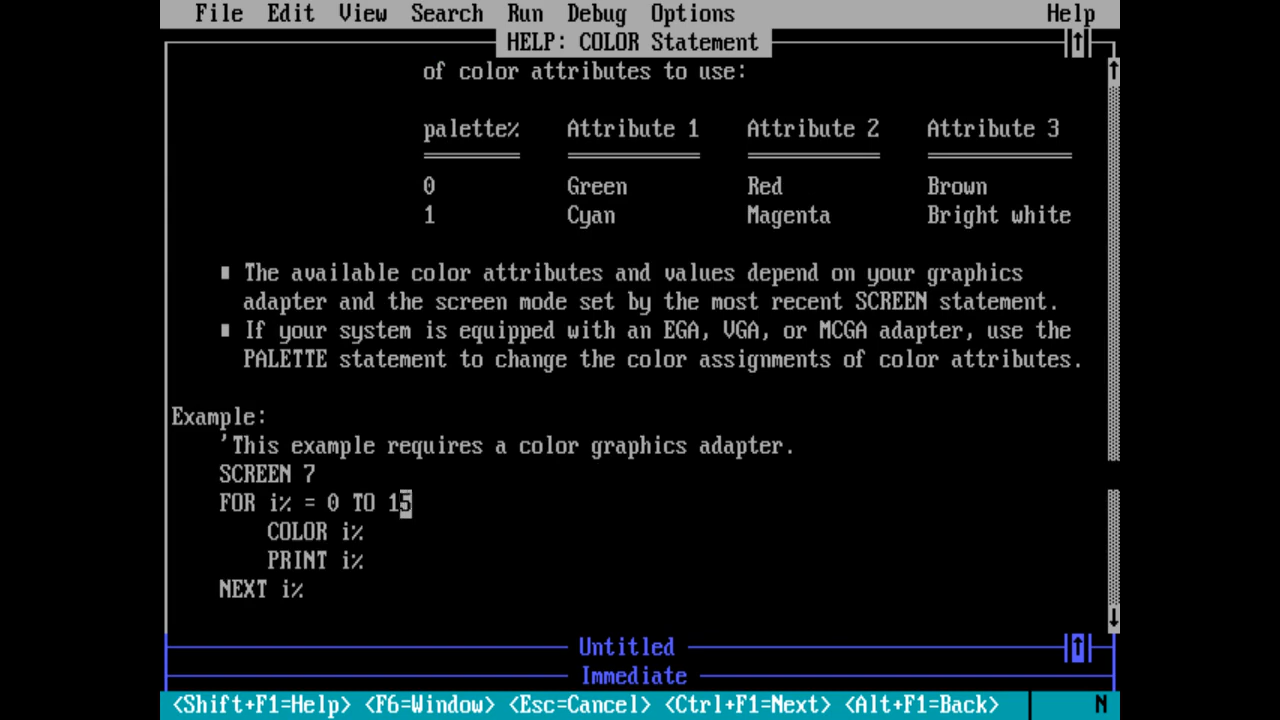 File Edit View Search Run Debug Options Help
HELP: COLOR Statement
of color attributes to use:
palette% Attribute 1 Attribute 2 Attribute 3
0 Green Red Brown
1 Cyan Magenta Bright white
■ The available color attributes and values depend on your graphics
adapter and the screen mode set by the most recent SCREEN statement.
■ If your system is equipped with an EGA, VGA, or MCGA adapter, use the
PALETTE statement to change the color assignments of color attributes.
Example:
'This example requires a color graphics adapter.
SCREEN 7
FOR i% = 0 TO 15
COLOR i%
PRINT i%
NEXT i%
Untitled
Immediate
<Shift+F1=Help> <F6=Window> <Esc=Cancel> <Ctrl+F1=Next> <Alt+F1=Back> N